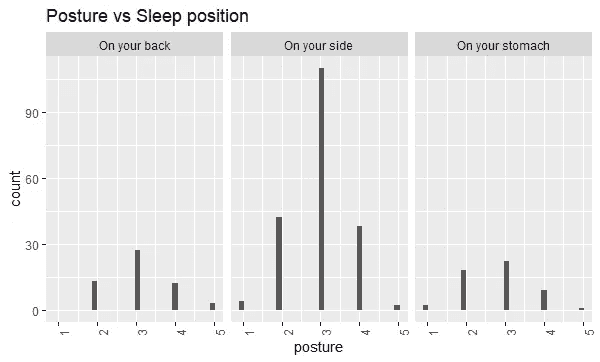 Posture vs Sleep position
On your back
On your side
On your stomach
90
60
30
0
count
1 2 3 4 5
1 2 3 4 5
1 2 3 4 5
posture